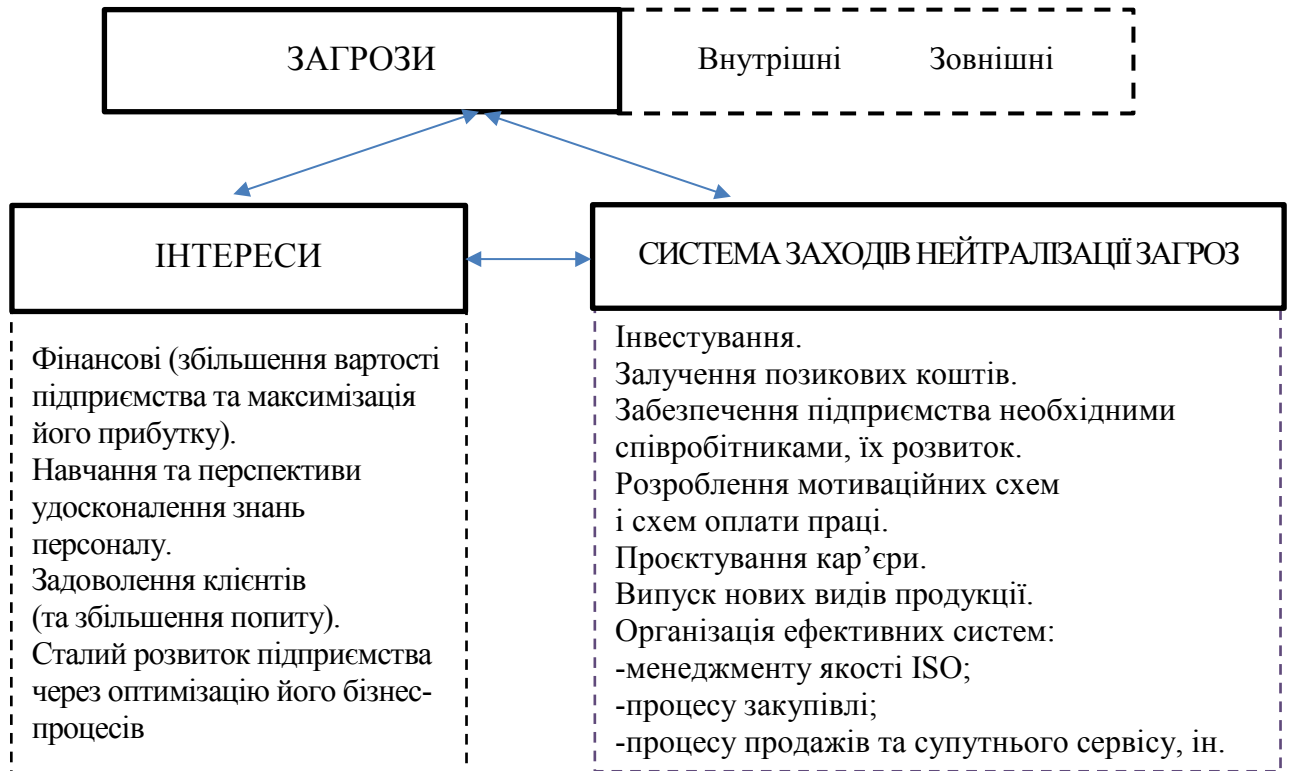 ЗАГРОЗИ
Внутрішні Зовнішні
ІНТЕРЕСИ
Фінансові (збільшення вартості
підприємства та максимізація
його прибутку).
Навчання та перспективи
удосконалення знань
персоналу.
Задоволення клієнтів
(та збільшення попиту).
Сталий розвиток підприємства
через оптимізацію його бізнес-
процесів
СИСТЕМА ЗАХОДІВ НЕЙТРАЛІЗАЦІЇ ЗАГРОЗ
Інвестування.
Залучення позикових коштів.
Забезпечення підприємства необхідними
співробітниками, їх розвиток.
Розроблення мотиваційних схем
і схем оплати праці.
Проєктування кар’єри.
Випуск нових видів продукції.
Організація ефективних систем:
-менеджменту якості ISO;
-процесу закупівлі;
-процесу продажів та супутнього сервісу, ін.